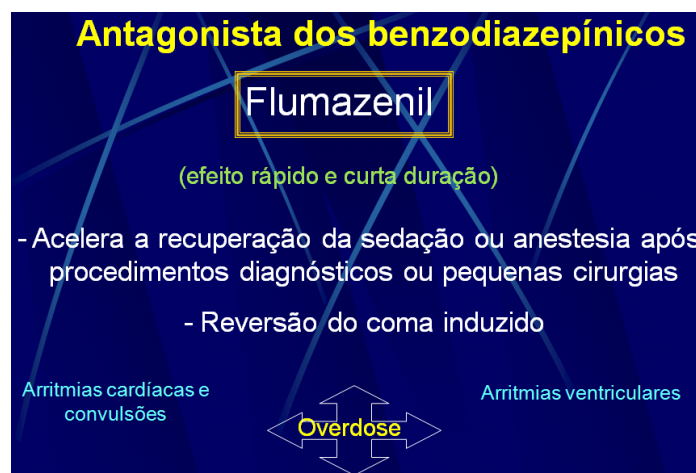 Antagonista dos benzodiazepínicos
Flumazenil
(efeito rápido e curta duração)
- Acelera a recuperação da sedação ou anestesia após
procedimentos diagnósticos ou pequenas cirurgias
- Reversão do coma induzido
Arritmias cardíacas e
convulsões
Overdose
Arritmias ventriculares